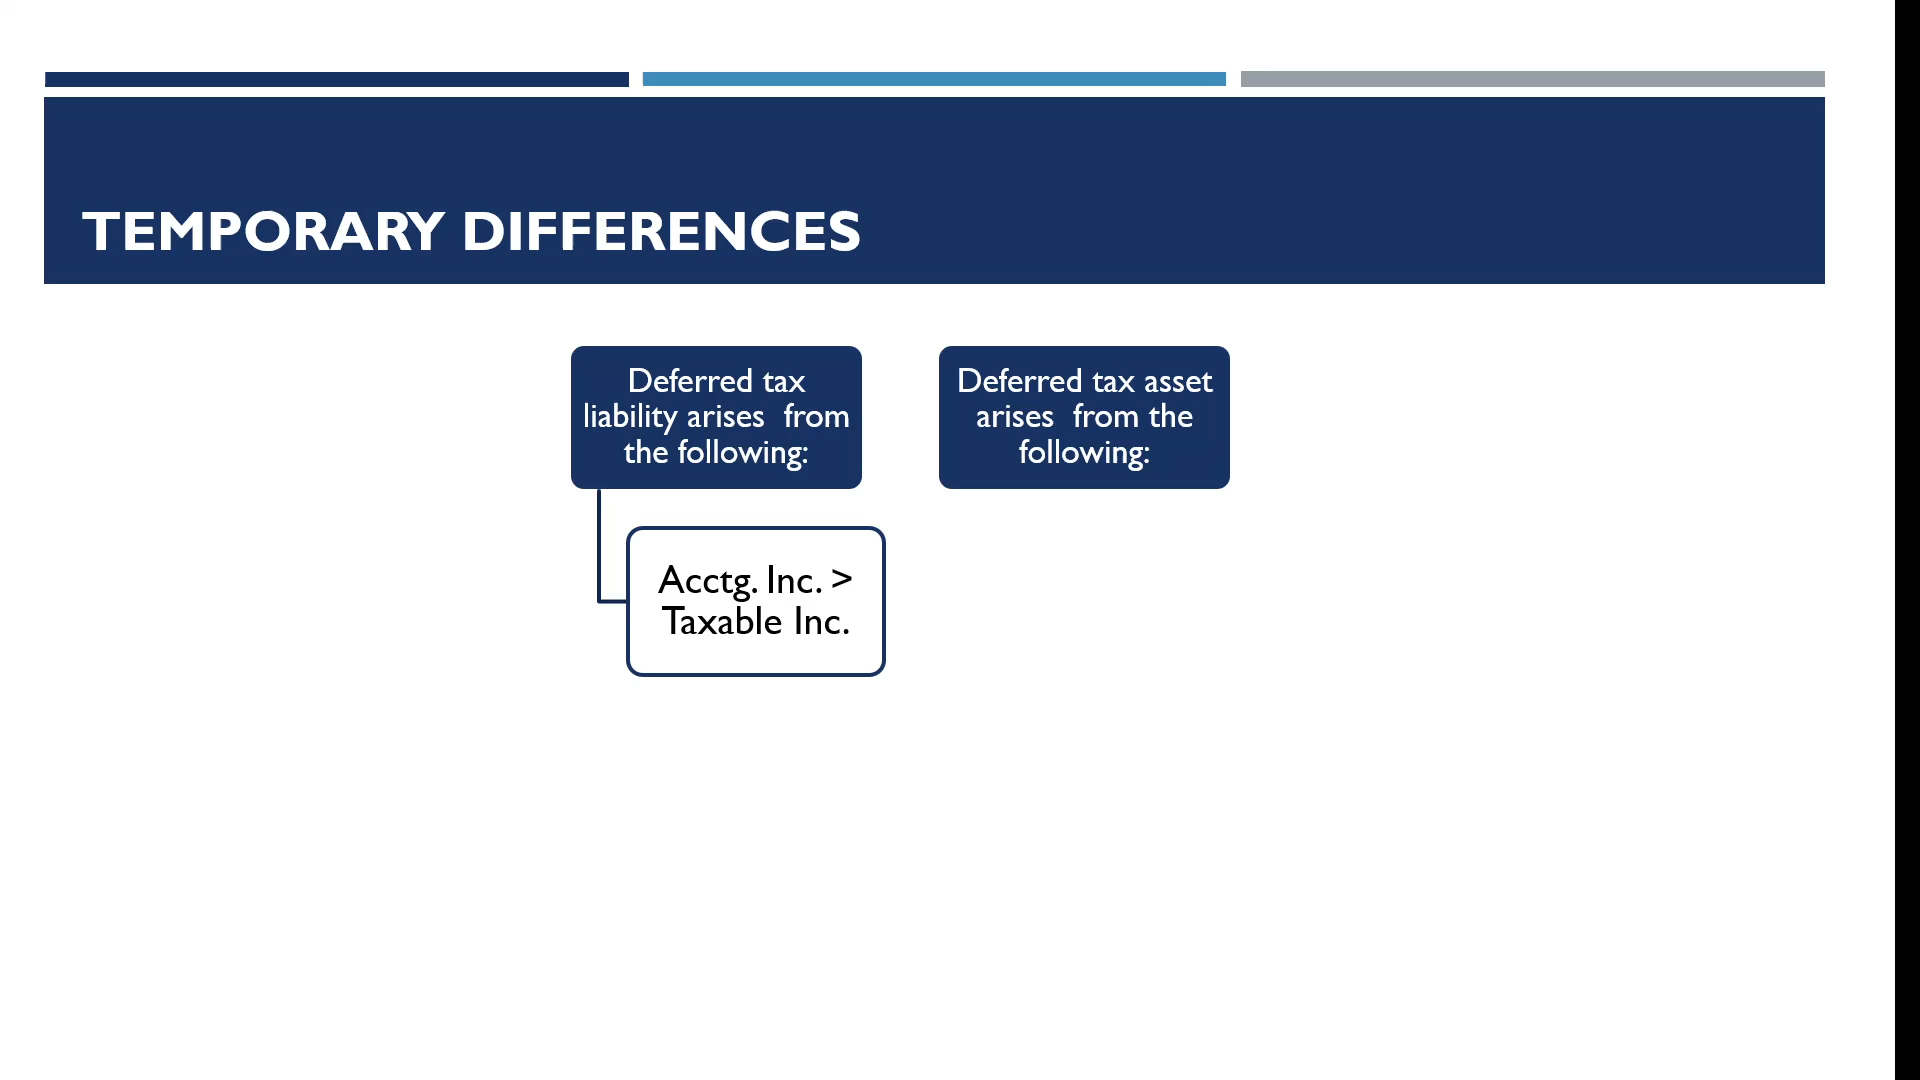 TEMPORARY DIFFERENCES
Deferred tax
liability arises from
the following:
Acctg. Inc. >
Taxable Inc.
Deferred tax asset
arises from the
following: